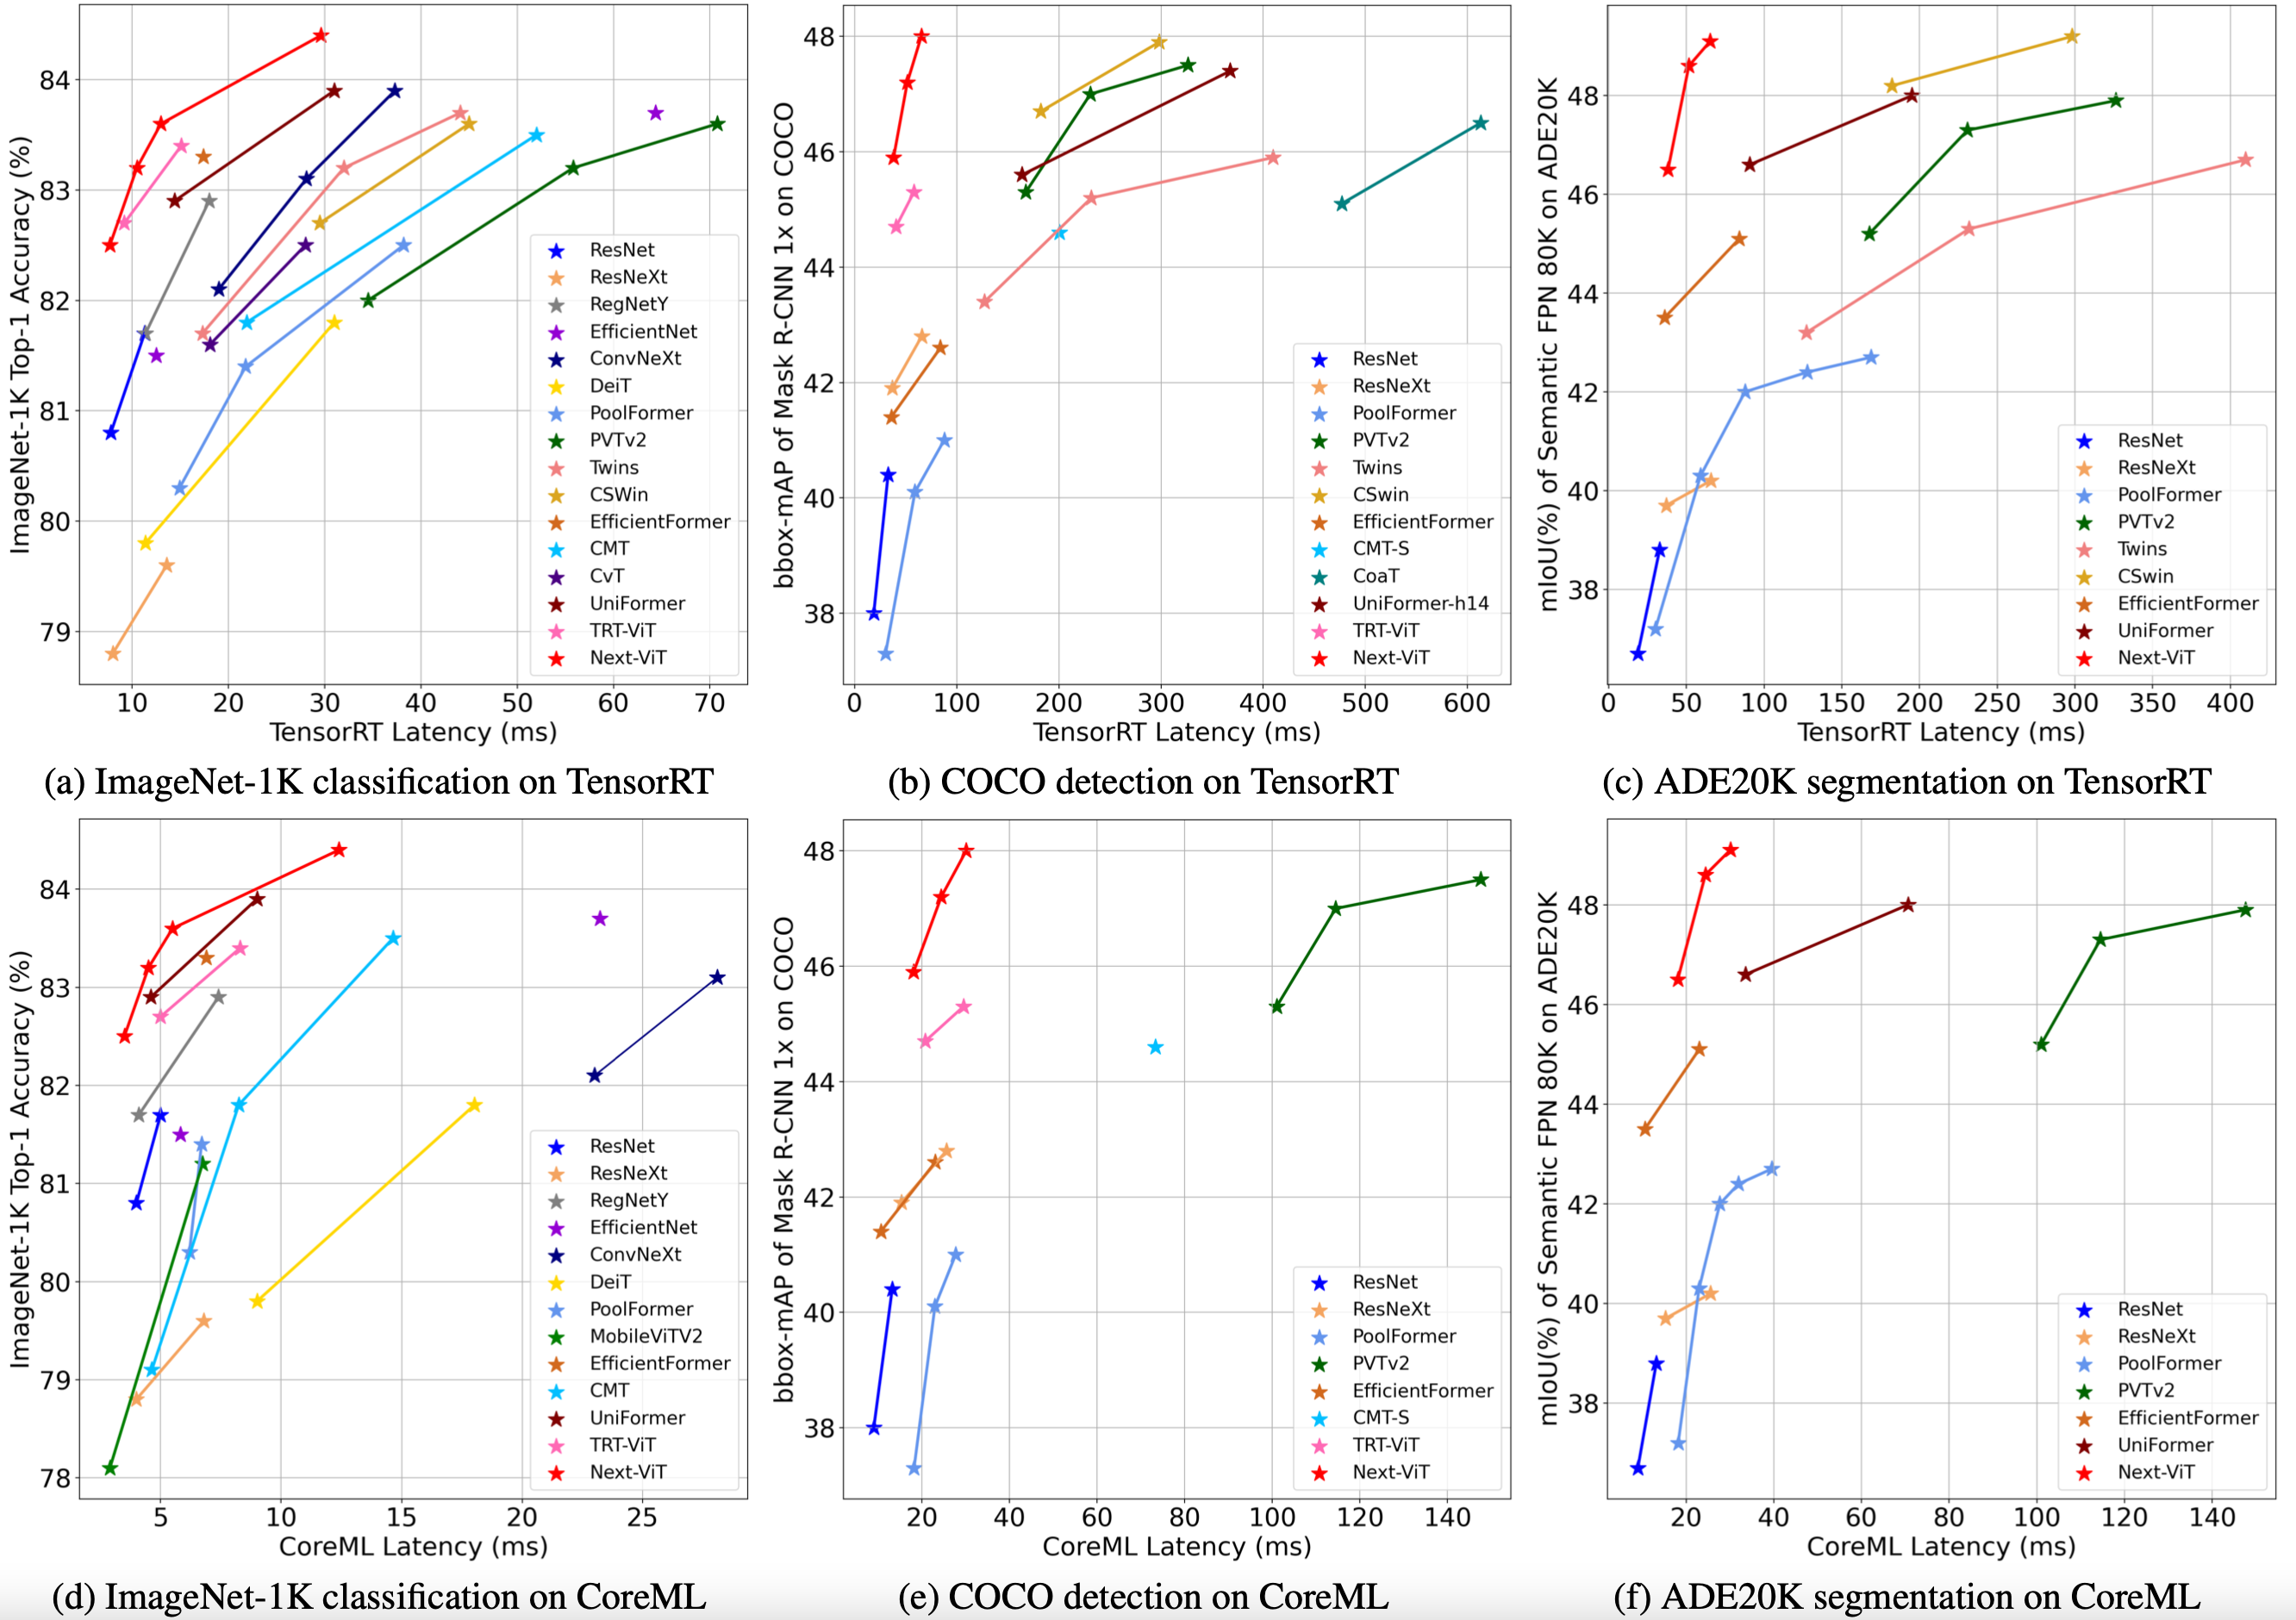 ImageNet-1K Top-1 Accuracy (%)
84
83
82
81
80
79
ResNet
ResNeXt
RegNetY
EfficientNet
ConvNeXt
DeiT
PoolFormer
PVTv2
Twins
CSWin
EfficientFormer
CMT
CvT
UniFormer
TRT-ViT
Next-ViT
10 20 30 40 50 60 70
TensorRT Latency (ms)
(a) ImageNet-1K classification on TensorRT
bbox-mAP of Mask R-CNN 1x on COCO
48
46
44
42
40
38
ResNet
ResNeXt
PoolFormer
PVTv2
Twins
CSwin
EfficientFormer
CMT-S
CoaT
UniFormer-h14
TRT-ViT
Next-ViT
0 100 200 300 400 500 600
TensorRT Latency (ms)
(b) COCO detection on TensorRT
mIoU(%) of Semantic FPN 80K on ADE20K
48
46
44
42
40
38
ResNet
ResNeXt
PoolFormer
PVTv2
Twins
CSwin
EfficientFormer
UniFormer
Next-ViT
0 50 100 150 200 250 300 350 400
TensorRT Latency (ms)
(c) ADE20K segmentation on TensorRT
ImageNet-1K Top-1 Accuracy (%)
84
83
82
81
80
79
78
ResNet
ResNeXt
RegNetY
EfficientNet
ConvNeXt
DeiT
PoolFormer
MobileViTV2
EfficientFormer
CMT
UniFormer
TRT-ViT
Next-ViT
5 10 15 20 25
CoreML Latency (ms)
(d) ImageNet-1K classification on CoreML
bbox-mAP of Mask R-CNN 1x on COCO
48
46
44
42
40
38
ResNet
ResNeXt
PoolFormer
PVTv2
EfficientFormer
CMT-S
TRT-ViT
Next-ViT
20 40 60 80 100 120 140
CoreML Latency (ms)
(e) COCO detection on CoreML
mIoU(%) of Semantic FPN 80K on ADE20K
48
46
44
42
40
38
ResNet
ResNeXt
PoolFormer
PVTv2
EfficientFormer
UniFormer
Next-ViT
20 40 60 80 100 120 140
CoreML Latency (ms)
(f) ADE20K segmentation on CoreML